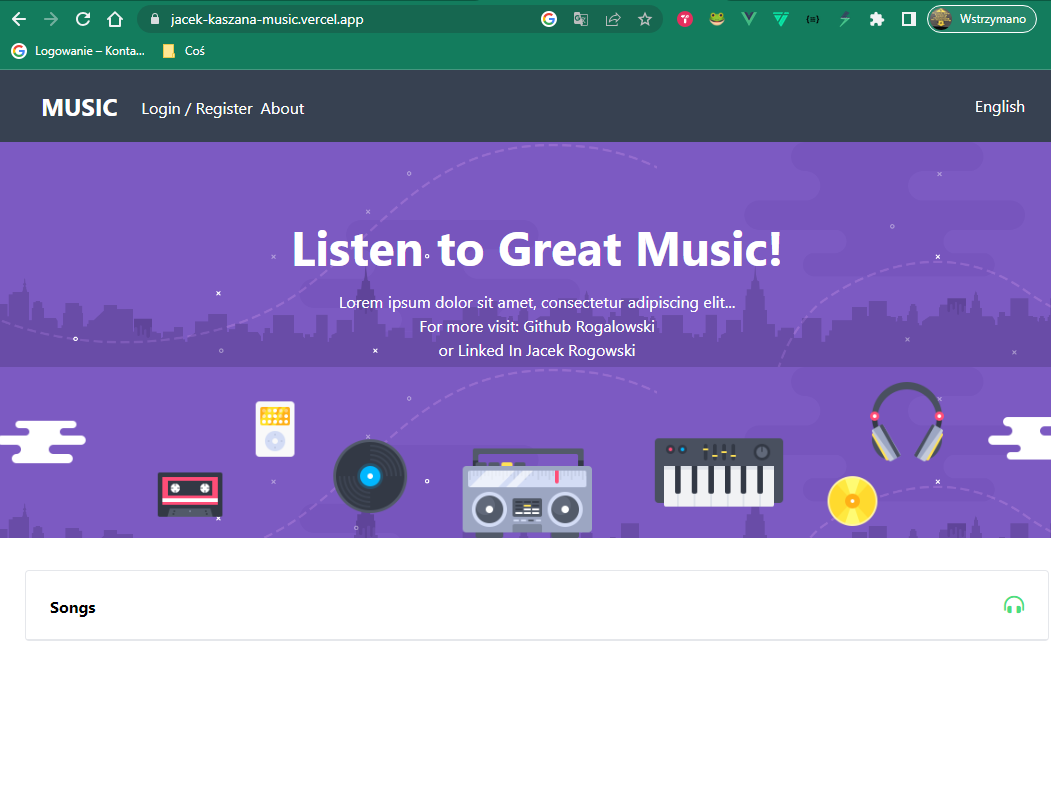 jacek-kaszana-music.vercel.app
Wstrzymano
Logowanie – Konta...
Coś
MUSIC
Login / Register
About
English
Listen to Great Music!
Lorem ipsum dolor sit amet, consectetur adipiscing elit...
For more visit: Github Rogalowski
or Linked In Jacek Rogowski
Songs